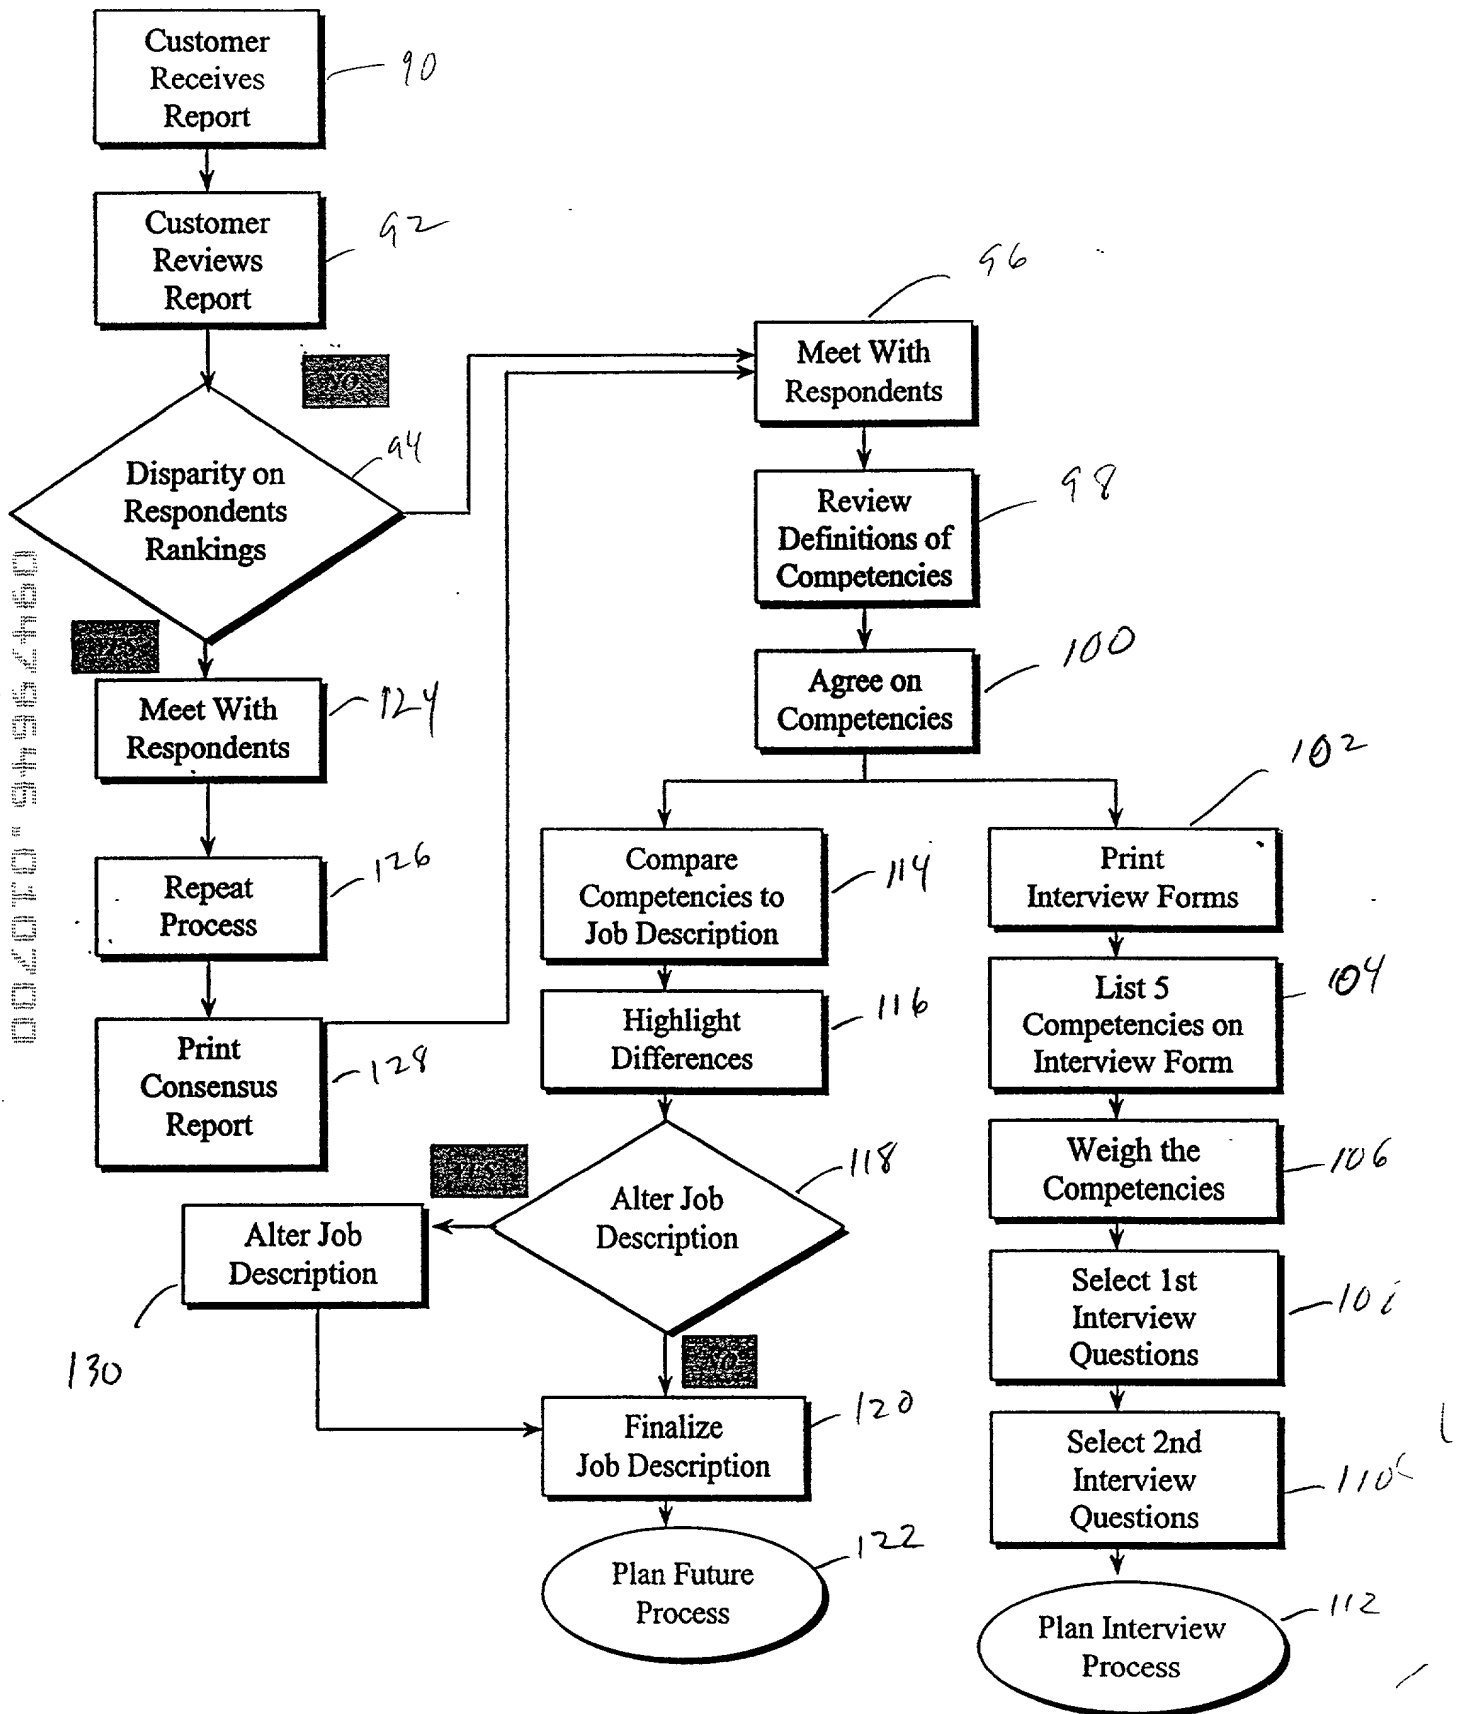 Customer
Receives
Report
90
Customer
Reviews
Report
92
NO
Disparity on
Respondents
Rankings
94
YES
Meet With
Respondents
124
Repeat
Process
126
Print
Consensus
Report
128
Meet With
Respondents
96
Review
Definitions of
Competencies
98
Agree on
Competencies
100
Compare
Competencies to
Job Description
114
Highlight
Differences
116
YES
Alter Job
Description
118
Alter Job
Description
130
NO
Finalize
Job Description
120
Plan Future
Process
122
Print
Interview Forms
102
List 5
Competencies on
Interview Form
104
Weigh the
Competencies
106
Select 1st
Interview
Questions
Select 2nd
Interview
Questions
110
Plan Interview
Process
112